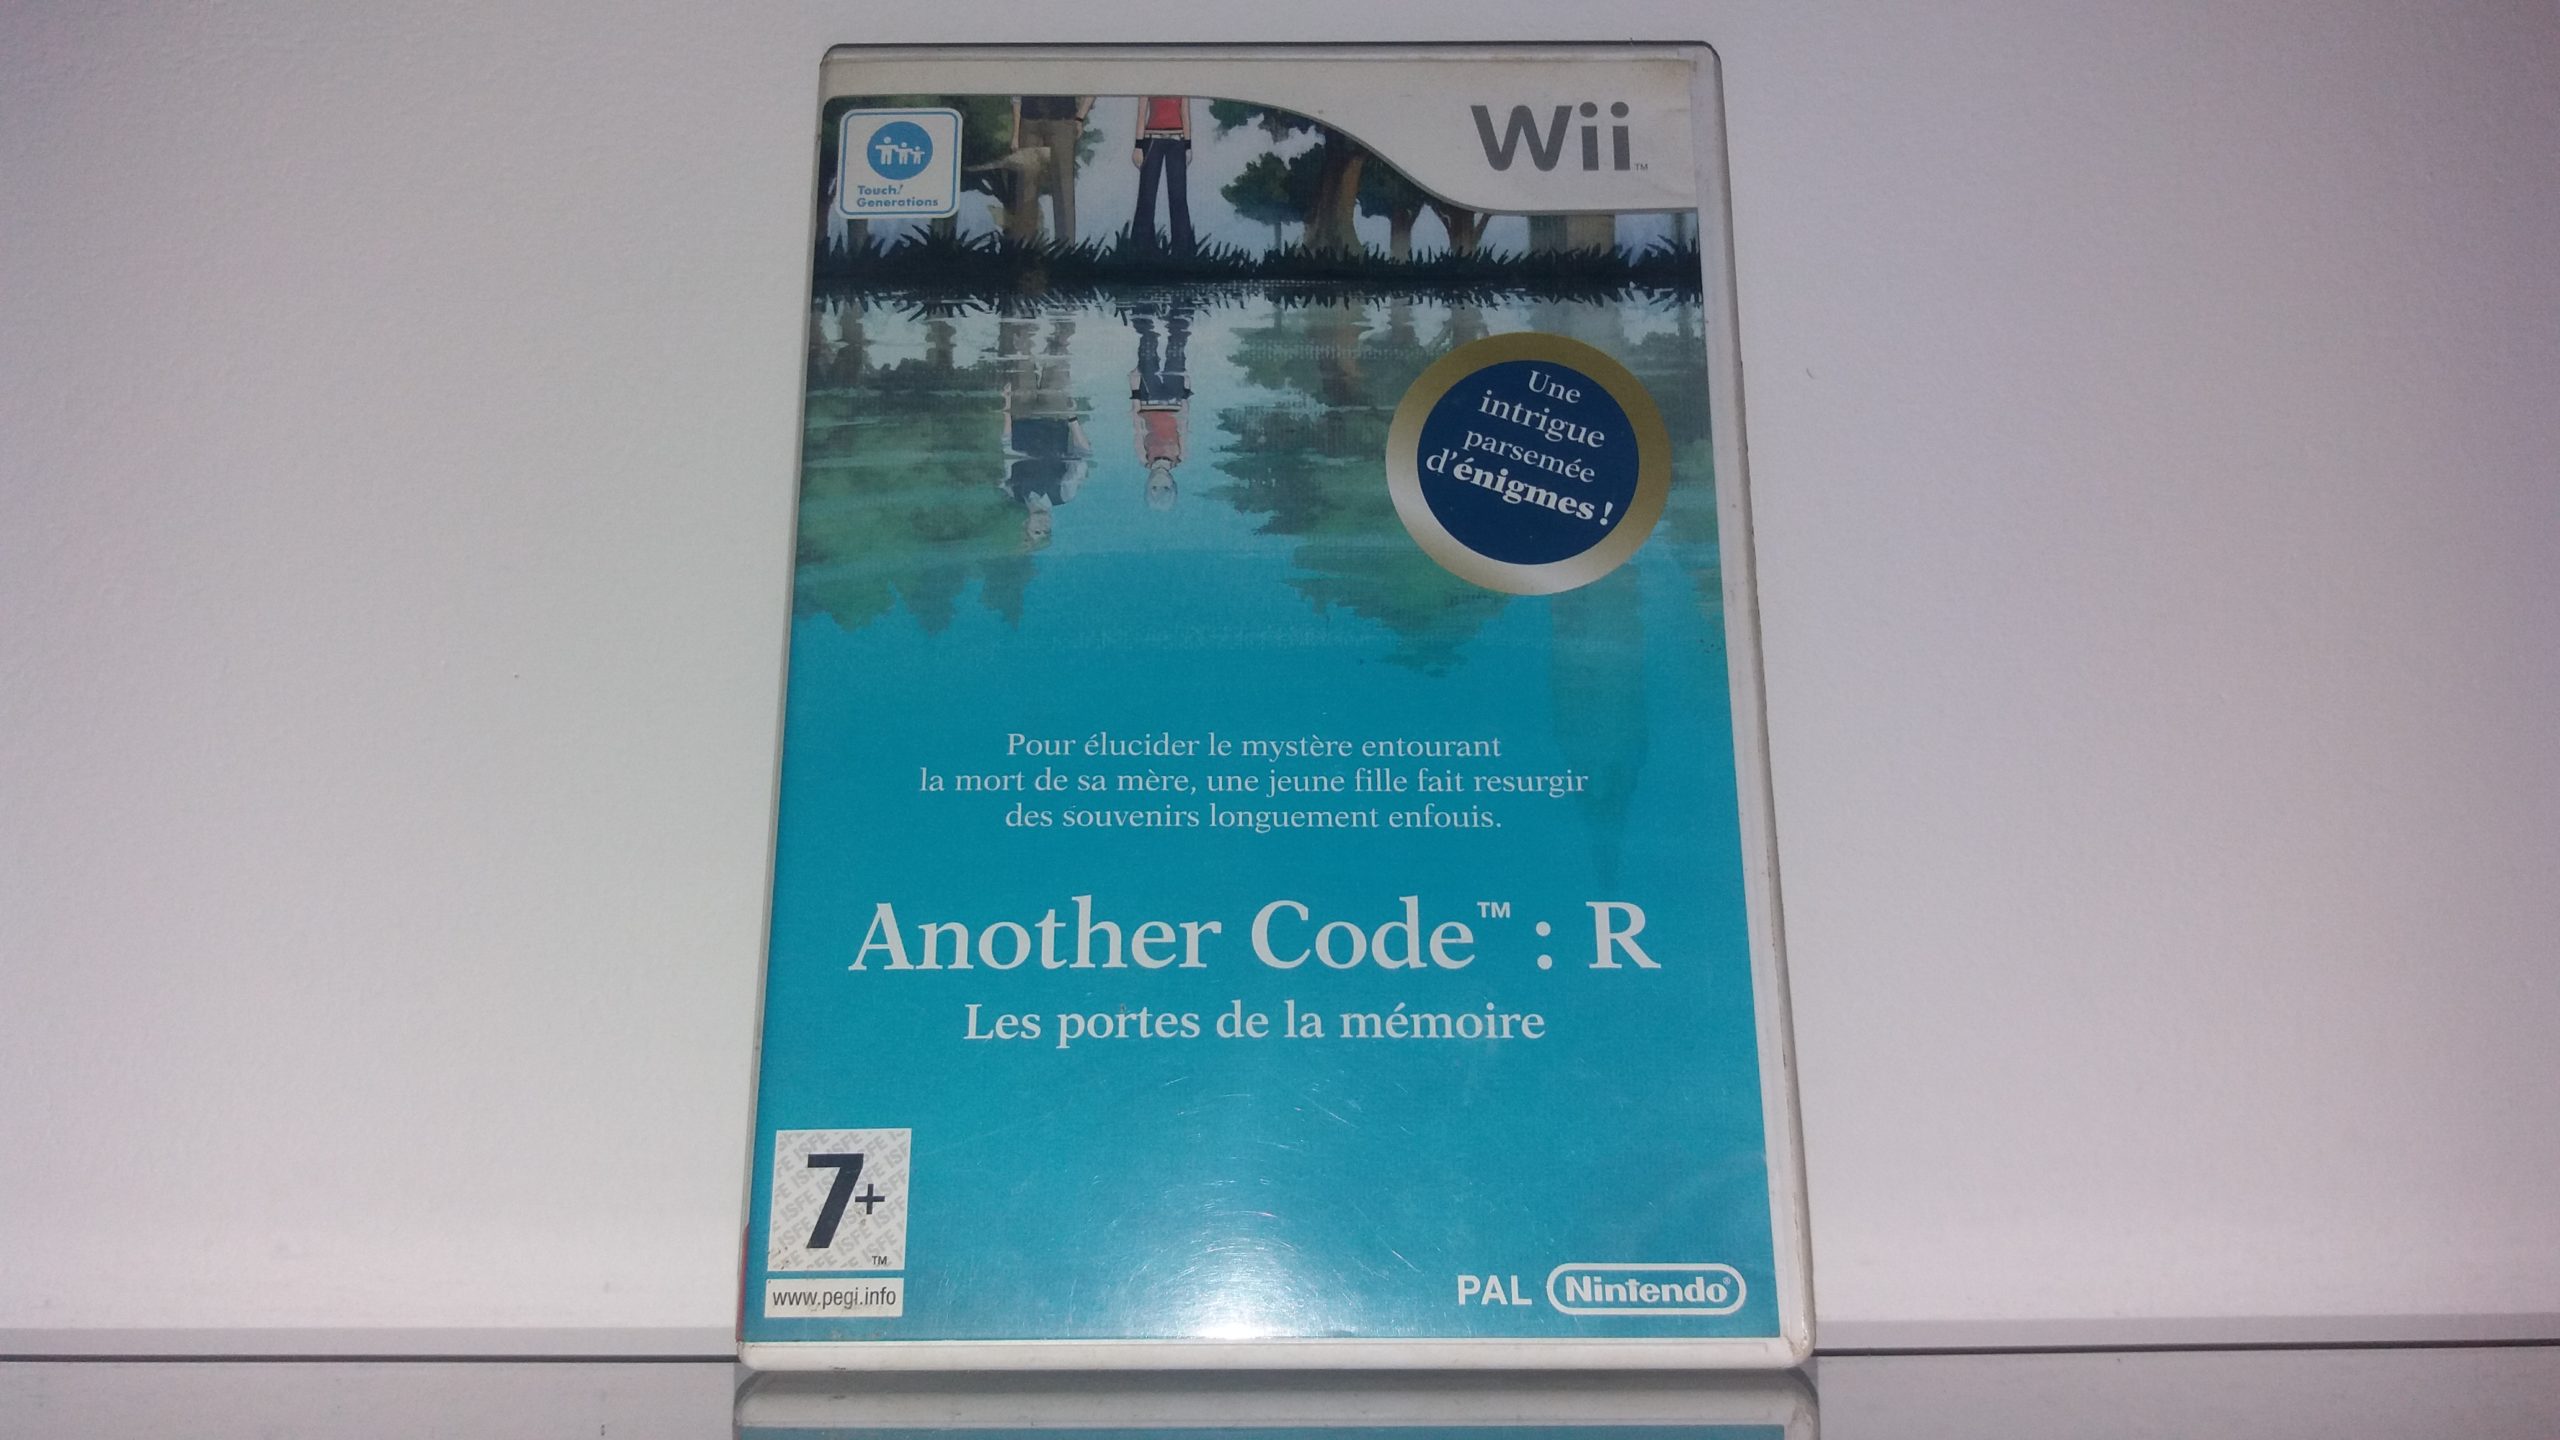 Wii™
Touch!
Generations
Une
intrigue
parsemée
d'énigmes !
Pour élucider le mystère entourant
la mort de sa mère, une jeune fille fait resurgir
des souvenirs longuement enfouis.
Another Code™ : R
Les portes de la mémoire
7+
™
www.pegi.info
PAL Nintendo®